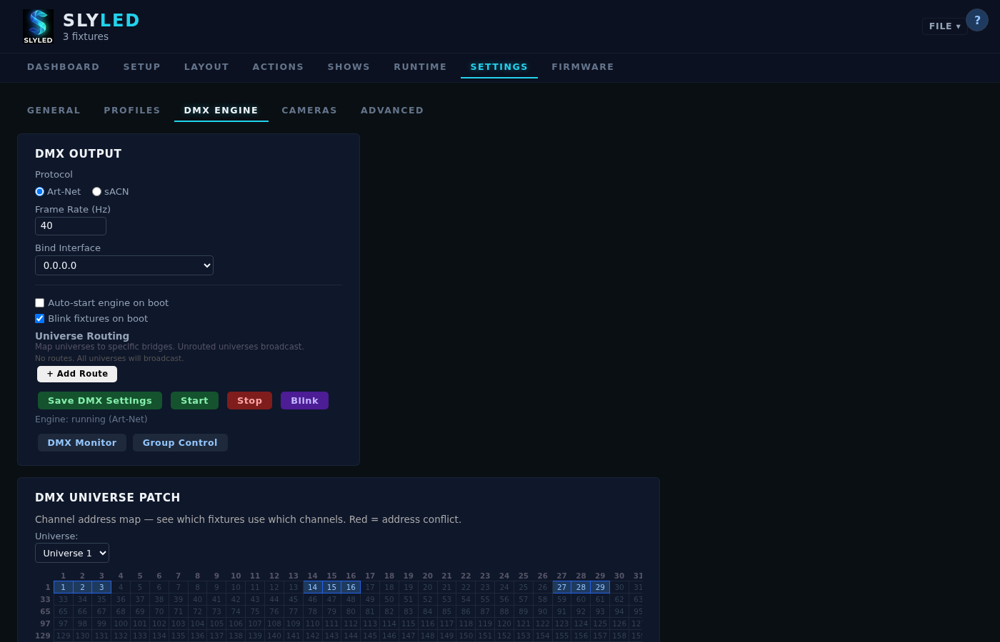 SLYLED
SLYLED
3 fixtures
FILE ▾
?
DASHBOARD SETUP LAYOUT ACTIONS SHOWS RUNTIME SETTINGS FIRMWARE
GENERAL PROFILES DMX ENGINE CAMERAS ADVANCED
DMX OUTPUT
Protocol
Art-Net sACN
Frame Rate (Hz)
40
Bind Interface
0.0.0.0
Auto-start engine on boot
Blink fixtures on boot
Universe Routing
Map universes to specific bridges. Unrouted universes broadcast.
No routes. All universes will broadcast.
+ Add Route
Save DMX Settings Start Stop Blink
Engine: running (Art-Net)
DMX Monitor Group Control
DMX UNIVERSE PATCH
Channel address map — see which fixtures use which channels. Red = address conflict.
Universe:
Universe 1
1 2 3 4 5 6 7 8 9 10 11 12 13 14 15 16 17 18 19 20 21 22 23 24 25 26 27 28 29 30 31
1 1 2 3 4 5 6 7 8 9 10 11 12 13 14 15 16 17 18 19 20 21 22 23 24 25 26 27 28 29 30 31
33 33 34 35 36 37 38 39 40 41 42 43 44 45 46 47 48 49 50 51 52 53 54 55 56 57 58 59 60 61 62 63
65 65 66 67 68 69 70 71 72 73 74 75 76 77 78 79 80 81 82 83 84 85 86 87 88 89 90 91 92 93 94 95
97 97 98 99 100 101 102 103 104 105 106 107 108 109 110 111 112 113 114 115 116 117 118 119 120 121 122 123 124 125 126
129 129 130 131 132 133 134 135 136 137 138 139 140 141 142 143 144 145 146 147 148 149 150 151 152 153 154 155 156 157 158